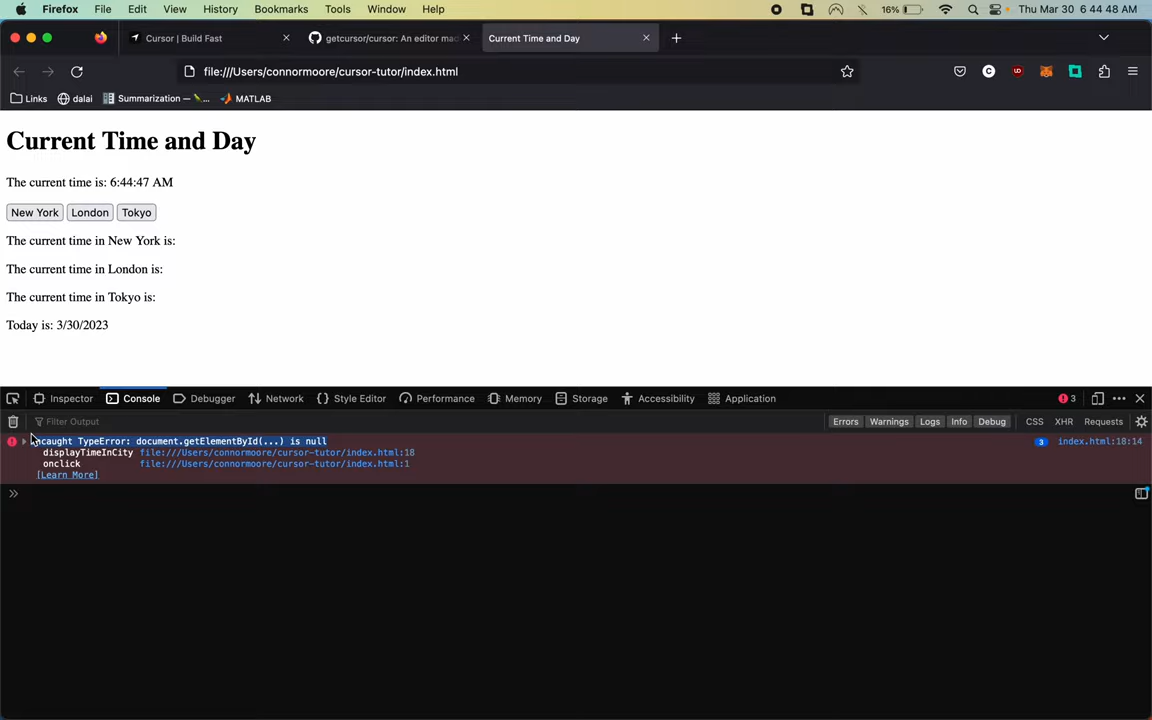 Firefox File Edit View History Bookmarks Tools Window Help 16% Thu Mar 30 6 44 48 AM
Cursor | Build Fast getcursor/cursor: An editor mac Current Time and Day
file:///Users/connormoore/cursor-tutor/index.html
Links dalai Summarization — ... MATLAB
Current Time and Day
The current time is: 6:44:47 AM
New York London Tokyo
The current time in New York is:
The current time in London is:
The current time in Tokyo is:
Today is: 3/30/2023
Inspector Console Debugger Network Style Editor Performance Memory Storage Accessibility Application 3
Filter Output Errors Warnings Logs Info Debug CSS XHR Requests
ncaught TypeError: document.getElementById(...) is null 3 index.html:18:14
displayTimeInCity file:///Users/connormoore/cursor-tutor/index.html:18
onclick file:///Users/connormoore/cursor-tutor/index.html:1
[Learn More]